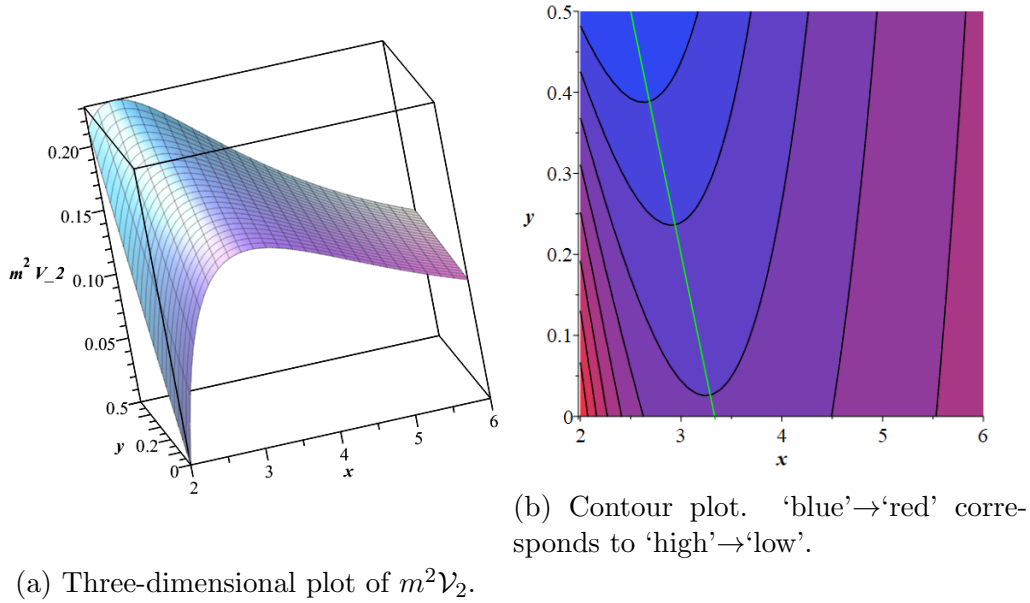 0.20
0.15
m² V_2
0.10
0.05
0.5
y
0.2
0
2
3
4
x
5
6
0.5
0.4
0.3
y
0.2
0.1
0
2
3
4
5
6
x
(b) Contour plot. ‘blue’→‘red’ corre-
sponds to ‘high’→‘low’.
(a) Three-dimensional plot of m²𝒱₂.